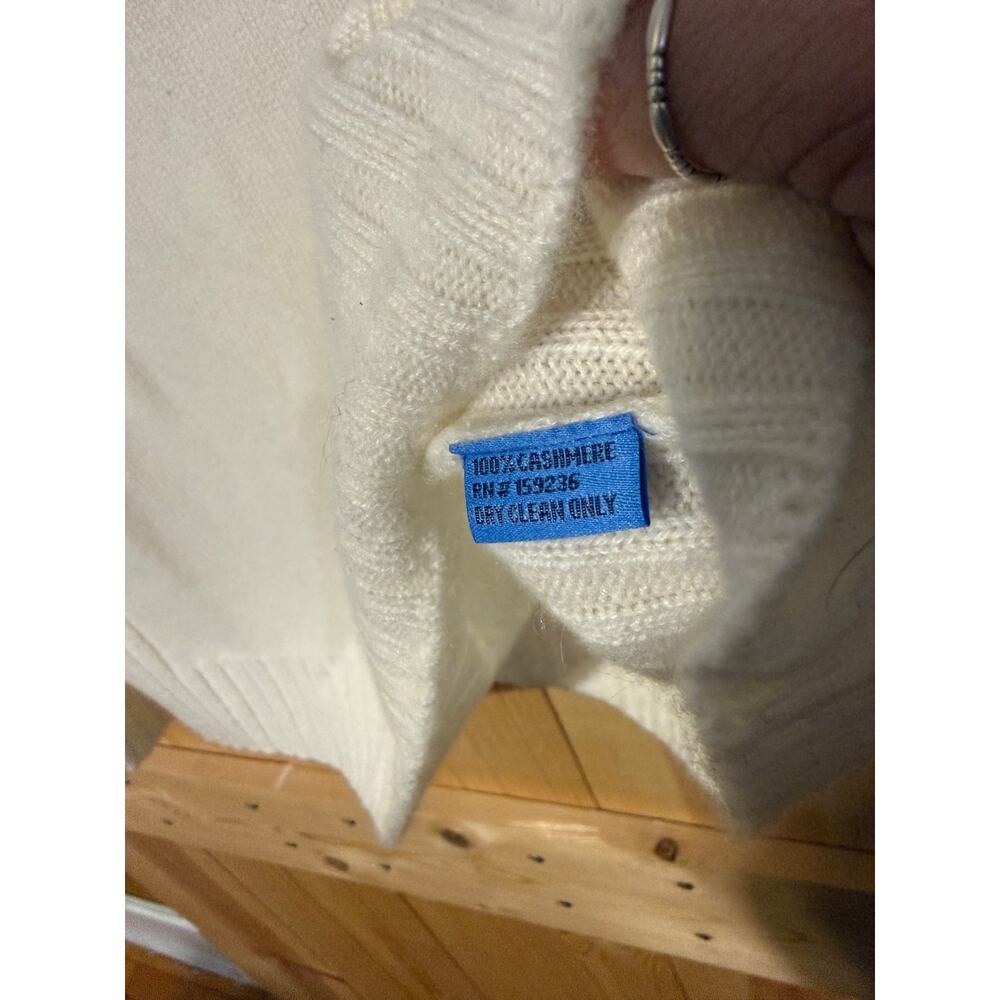 100% CASHMERE
RN # 159236
DRY CLEAN ONLY